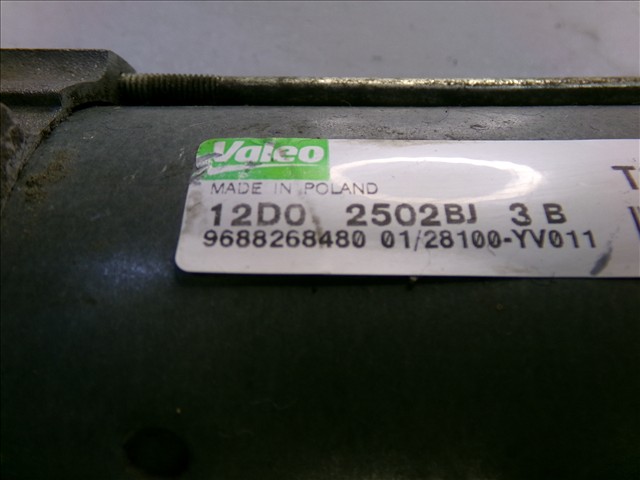 Valeo
MADE IN POLAND
12D0 2502BJ 3 B
9688268480 01/28100-YV011
T